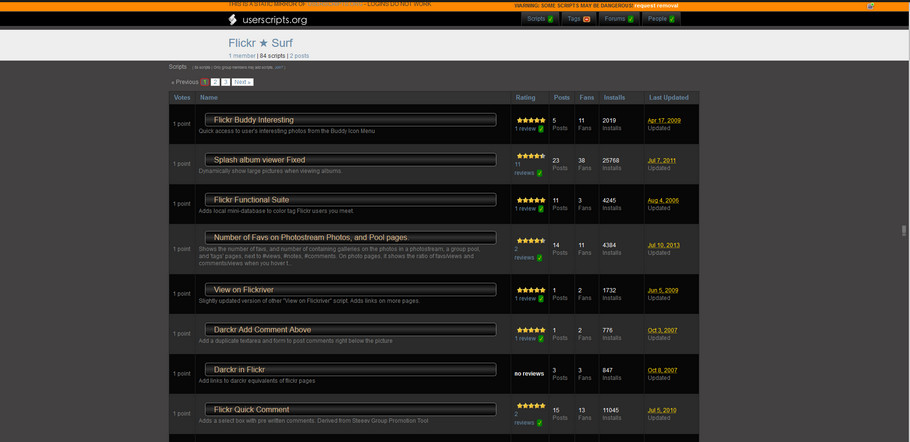 THIS IS A STATIC MIRROR OF
- LOGINS DO NOT WORK
WARNING: SOME SCRIPTS MAY BE DANGEROUS request removal
userscripts.org
Scripts Tags Forums People
Flickr ★ Surf
1 member | 84 scripts | 2 posts
Scripts
« Previous 1 2 3 Next »
Votes Name Rating Posts Fans Installs Last Updated
1 point Flickr Buddy Interesting 5 11 2019 Apr 17, 2009
Quick access to user's interesting photos from the Buddy Icon Menu 1 review Posts Fans Installs Updated
1 point Splash album viewer Fixed 11 reviews 23 38 25768 Jul 7, 2011
Dynamically show large pictures when viewing albums. Posts Fans Installs Updated
1 point Flickr Functional Suite 11 3 4245 Aug 4, 2006
Adds local mini-database to color tag Flickr users you meet. 1 review Posts Fans Installs Updated
1 point Number of Favs on Photostream Photos, and Pool pages. 2 reviews 14 11 4384 Jul 10, 2013
Shows the number of favs, and number of containing galleries on the photos in a photostream, a group pool, Posts Fans Installs Updated
and 'tags' pages, next to #views, #notes, #comments. On photo pages, it shows the ratio of favs/views and
comments/views when you hover t...
1 point View on Flickriver 1 2 1732 Jun 5, 2009
Slightly updated version of other "View on Flickriver" script. Adds links on more pages. 1 review Posts Fans Installs Updated
1 point Darckr Add Comment Above 1 2 776 Oct 3, 2007
Add a duplicate textarea and form to post comments right below the picture 1 review Posts Fans Installs Updated
1 point Darckr in Flickr no reviews 3 3 847 Oct 8, 2007
Add links to darckr equivalents of flickr pages Posts Fans Installs Updated
1 point Flickr Quick Comment 2 reviews 15 13 11045 Jul 5, 2010
Adds a select box with pre written comments. Derived from Steeev Group Promotion Tool Posts Fans Installs Updated